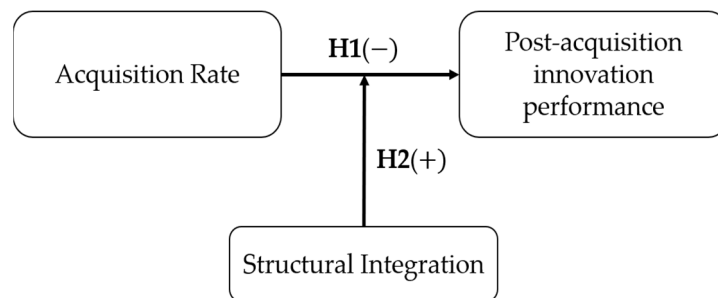 H1(−)
Acquisition Rate
Post-acquisition
innovation
performance
H2(+)
Structural Integration